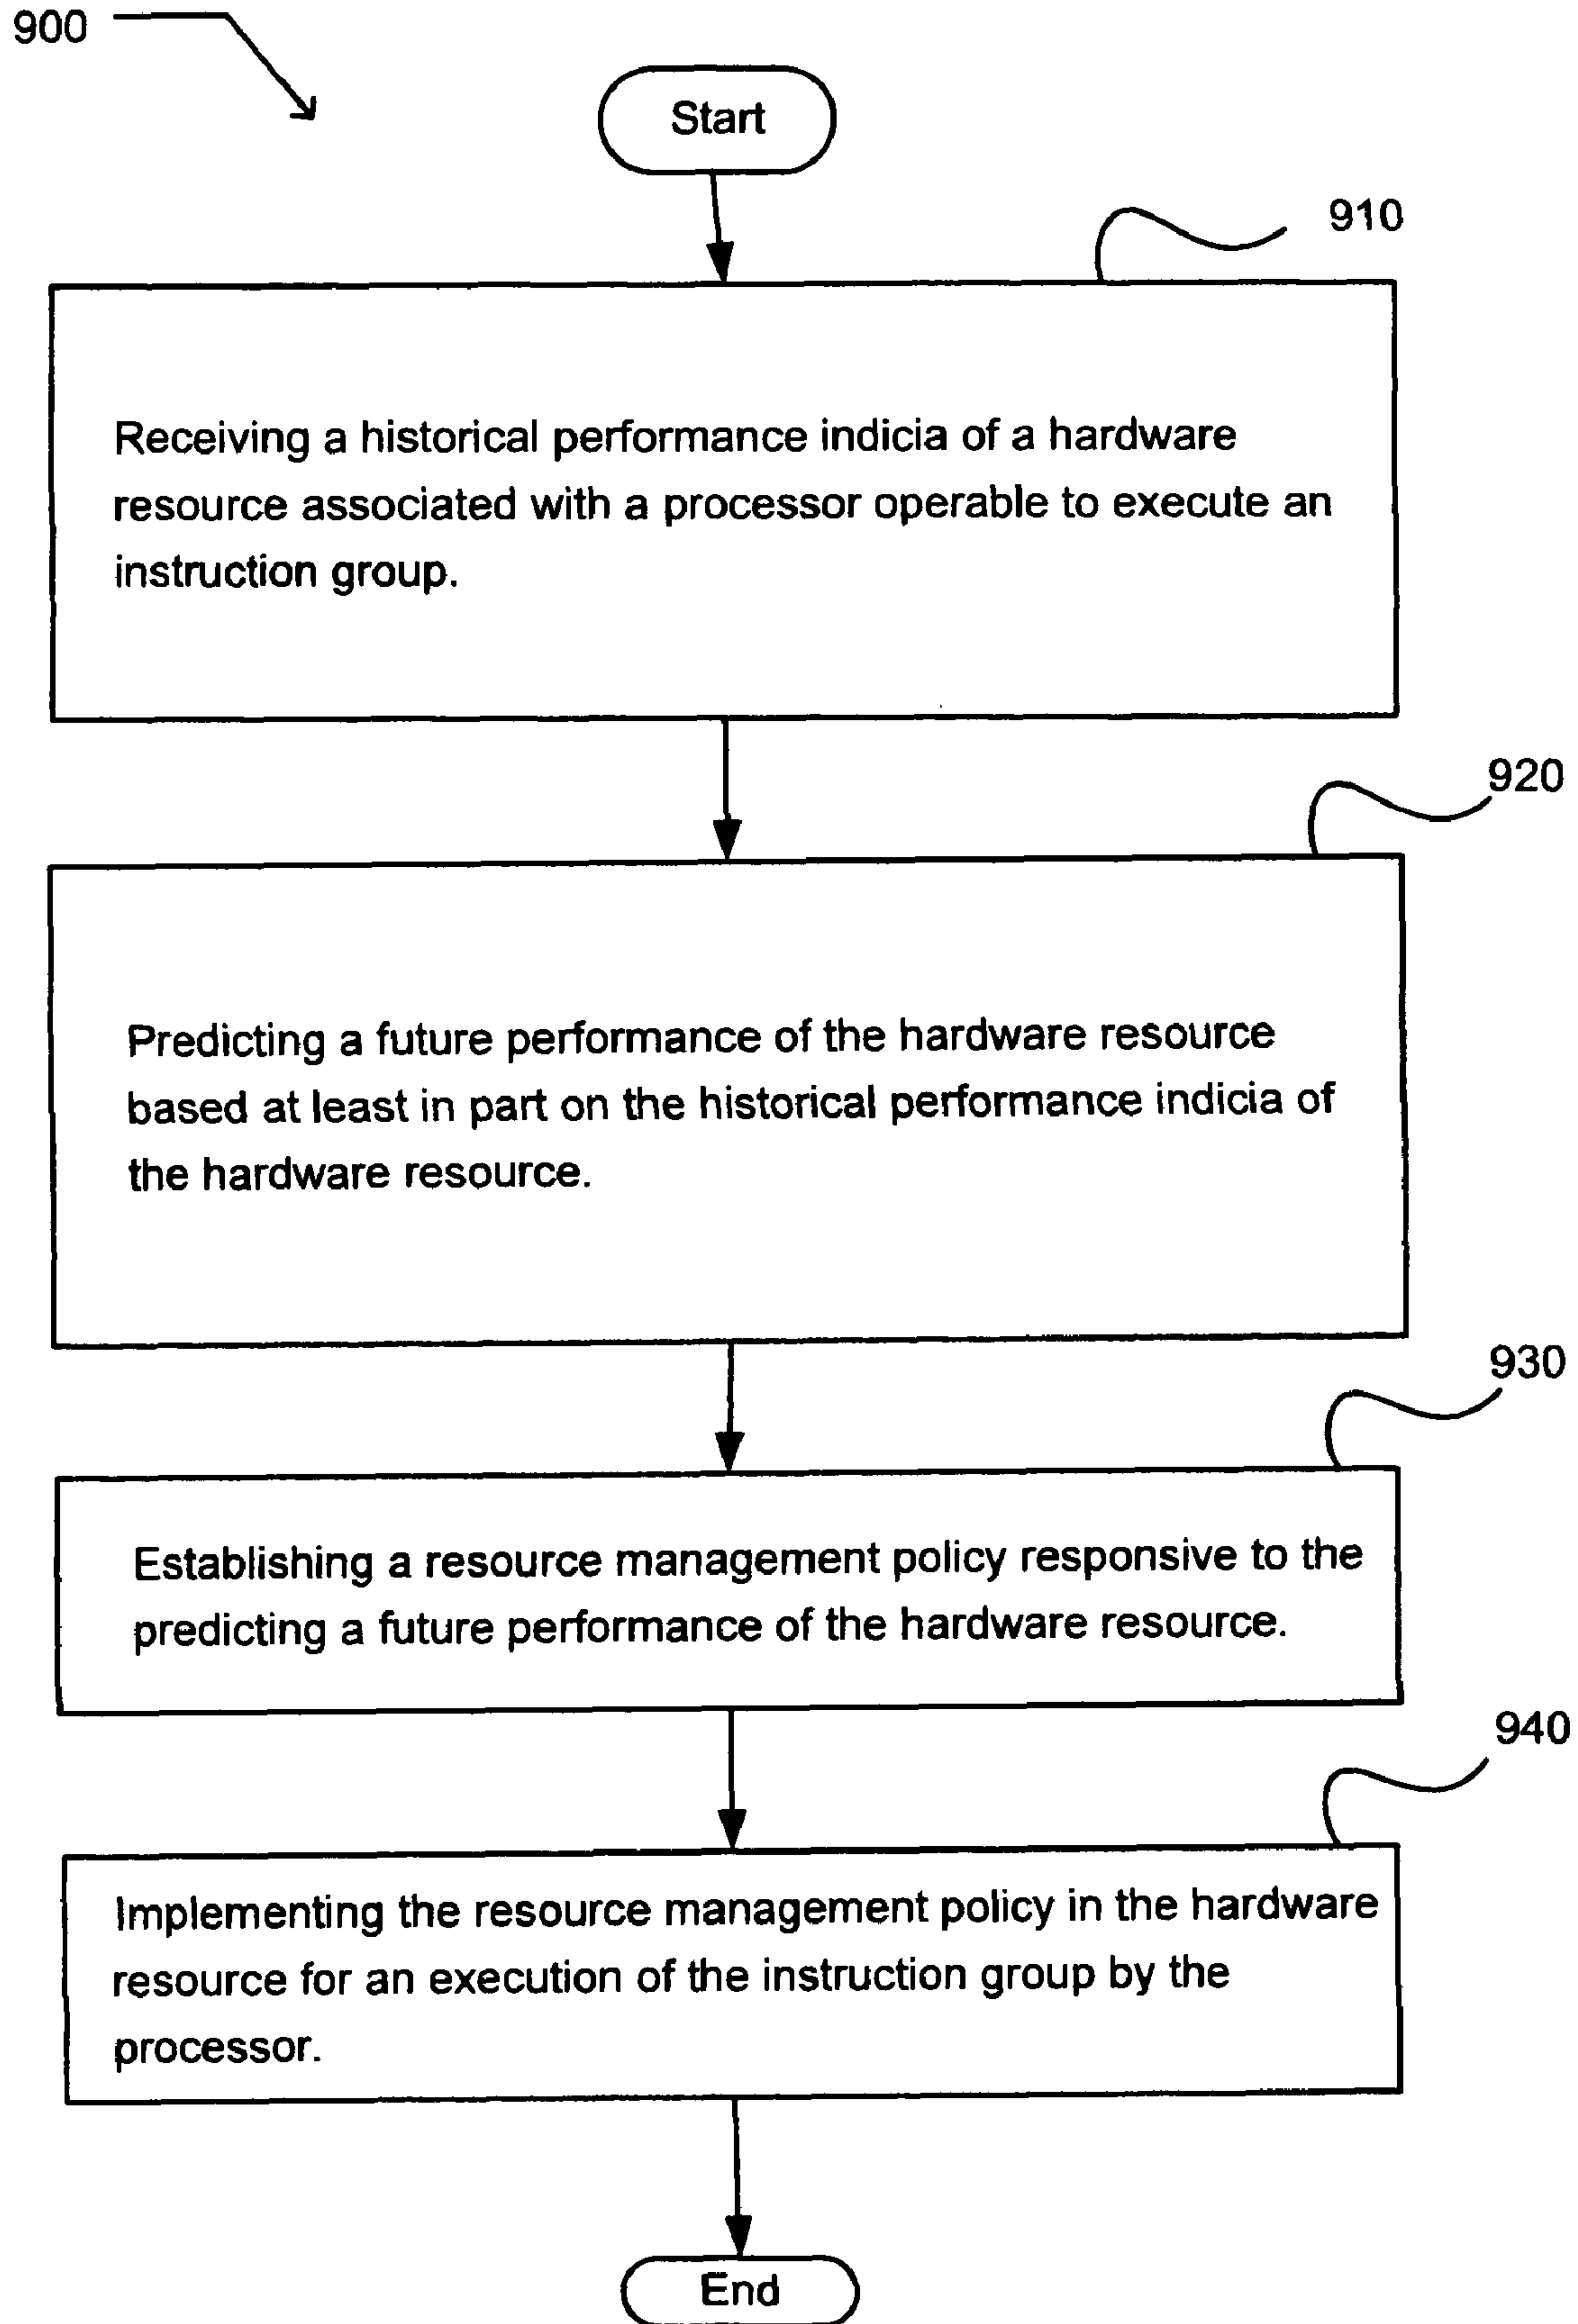 900
Start
910
Receiving a historical performance indicia of a hardware
resource associated with a processor operable to execute an
instruction group.
920
Predicting a future performance of the hardware resource
based at least in part on the historical performance indicia of
the hardware resource.
930
Establishing a resource management policy responsive to the
predicting a future performance of the hardware resource.
940
Implementing the resource management policy in the hardware
resource for an execution of the instruction group by the
processor.
End